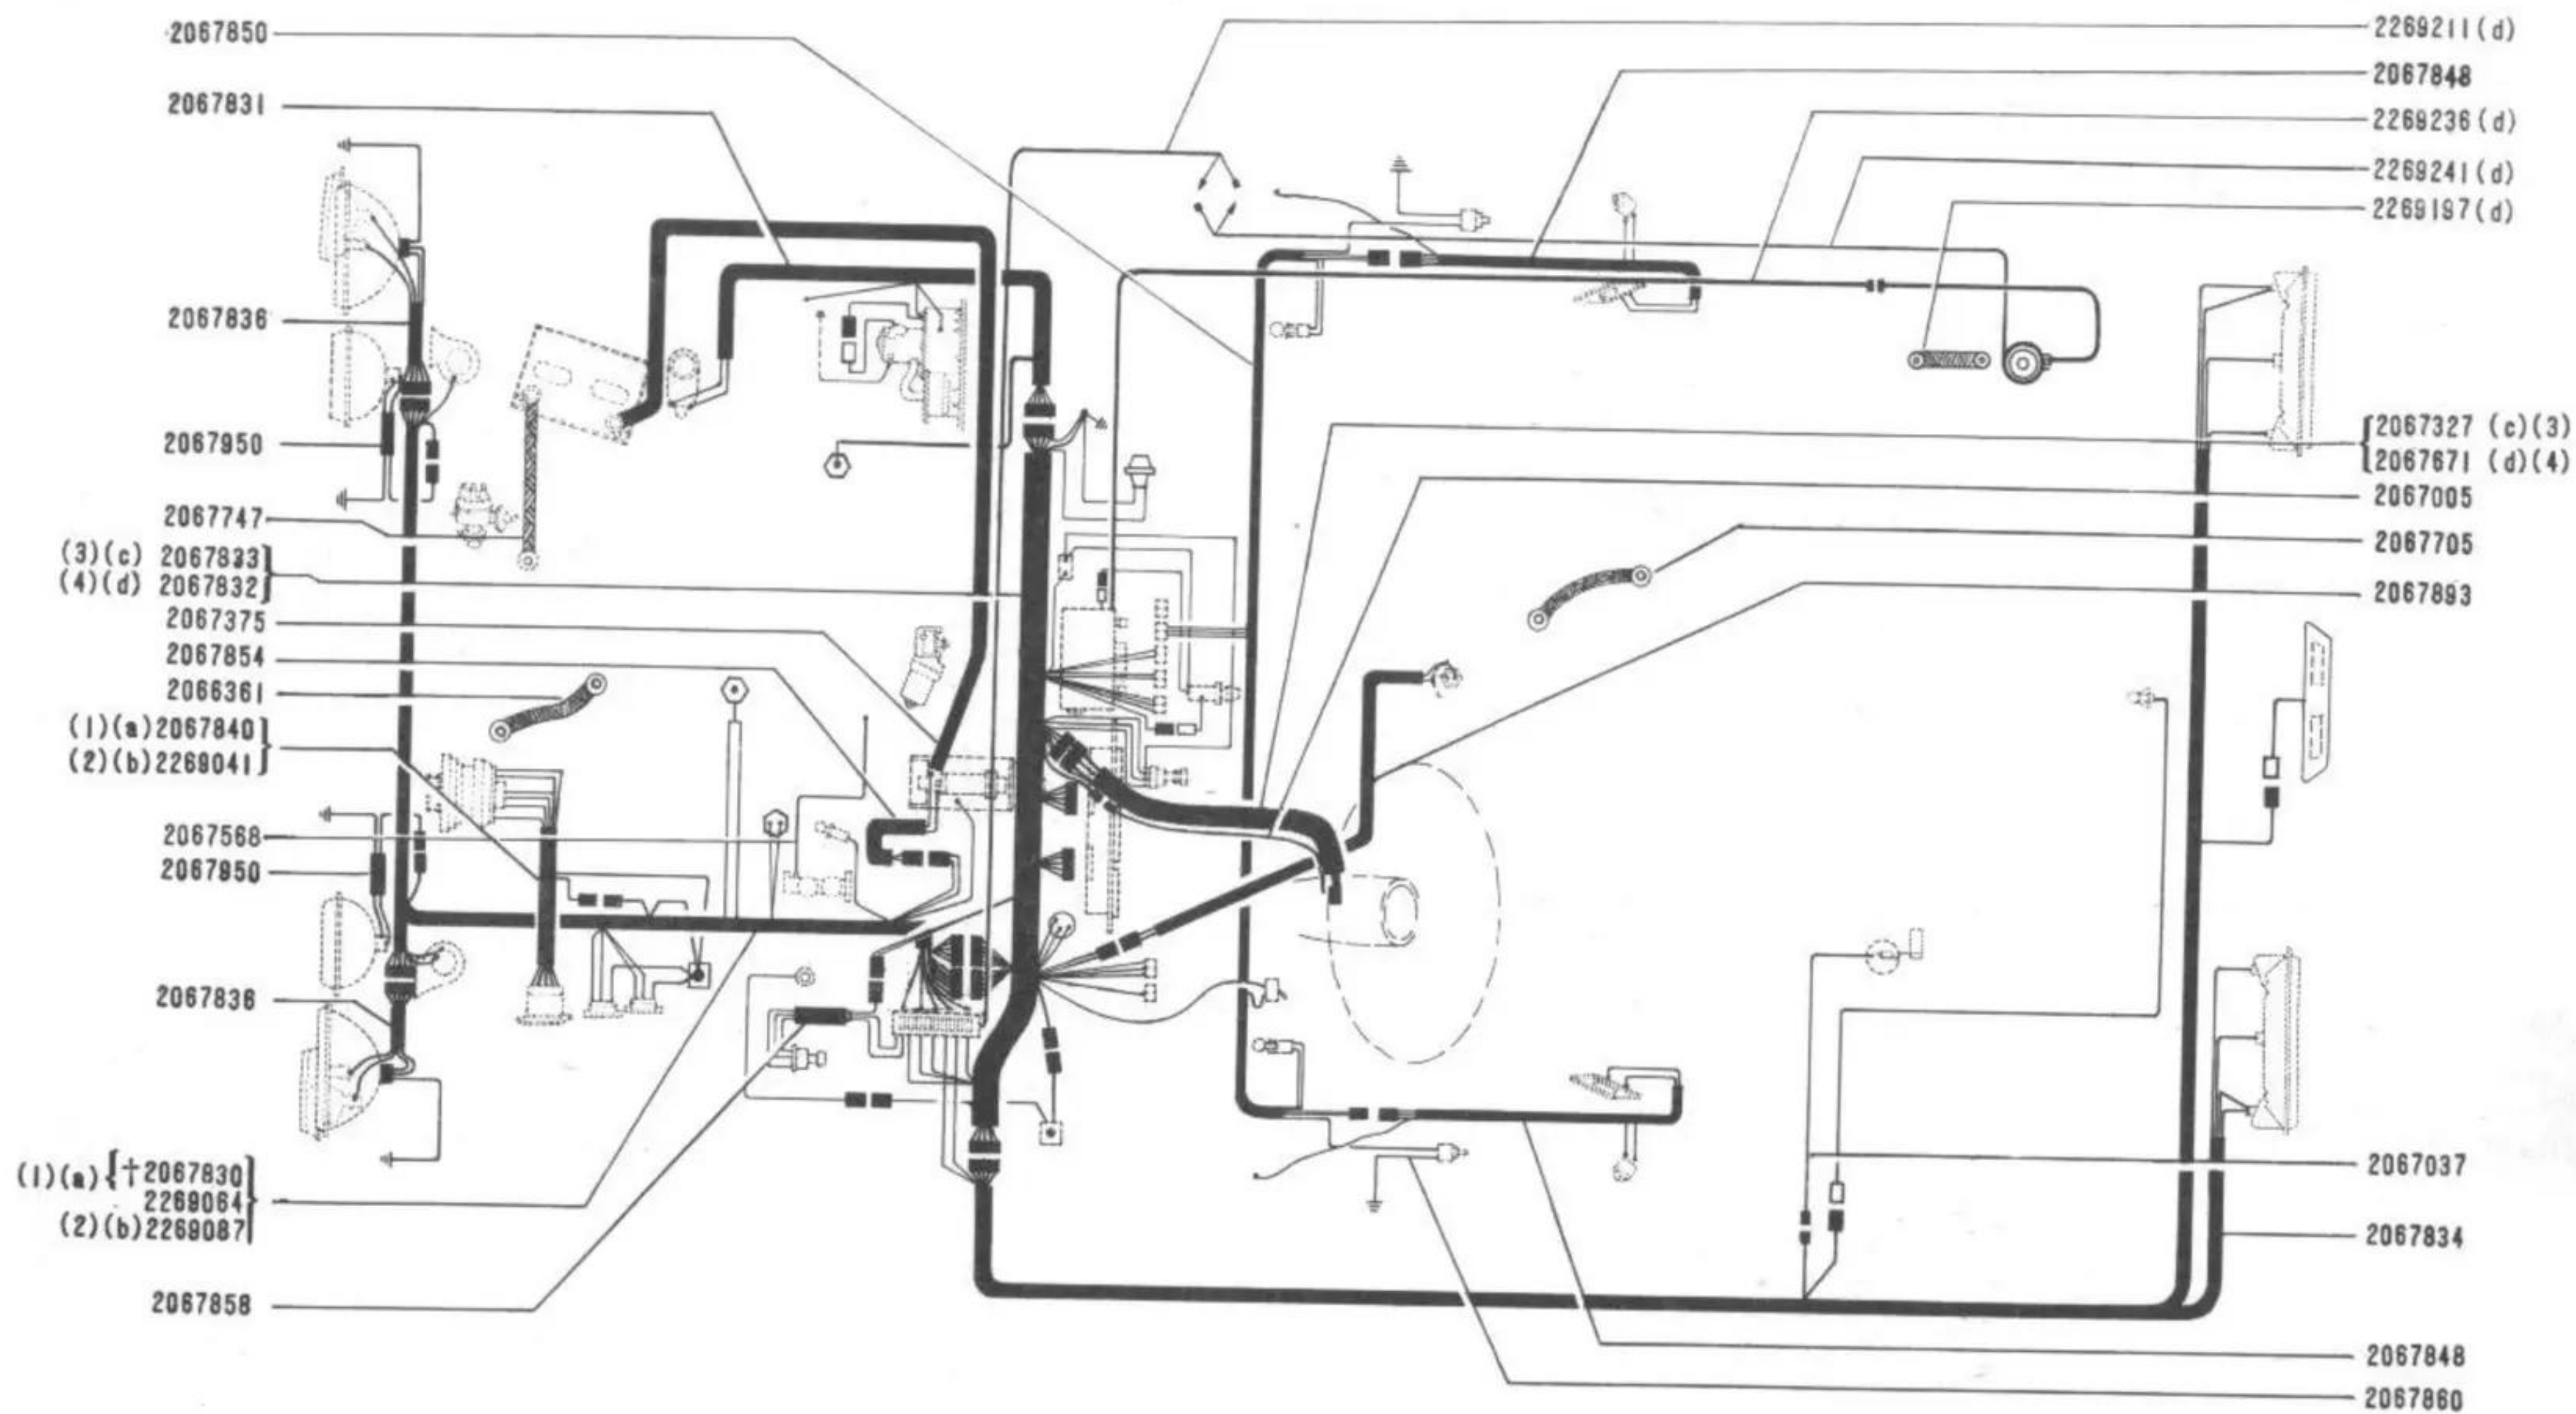 2067850
2067831
2067836
2067950
2067747
(3)(c) 2067833
(4)(d) 2067832
2067375
2067854
2066361
(1)(a)2067840
(2)(b)2269041
2067568
2067950
2067836
(1)(a){†2067830
2269064
(2)(b)2269087
2067858
2269211(d)
2067848
2269236(d)
2269241(d)
2269197(d)
2067327 (c)(3)
2067671 (d)(4)
2067005
2067705
2067893
2067037
2067834
2067848
2067860